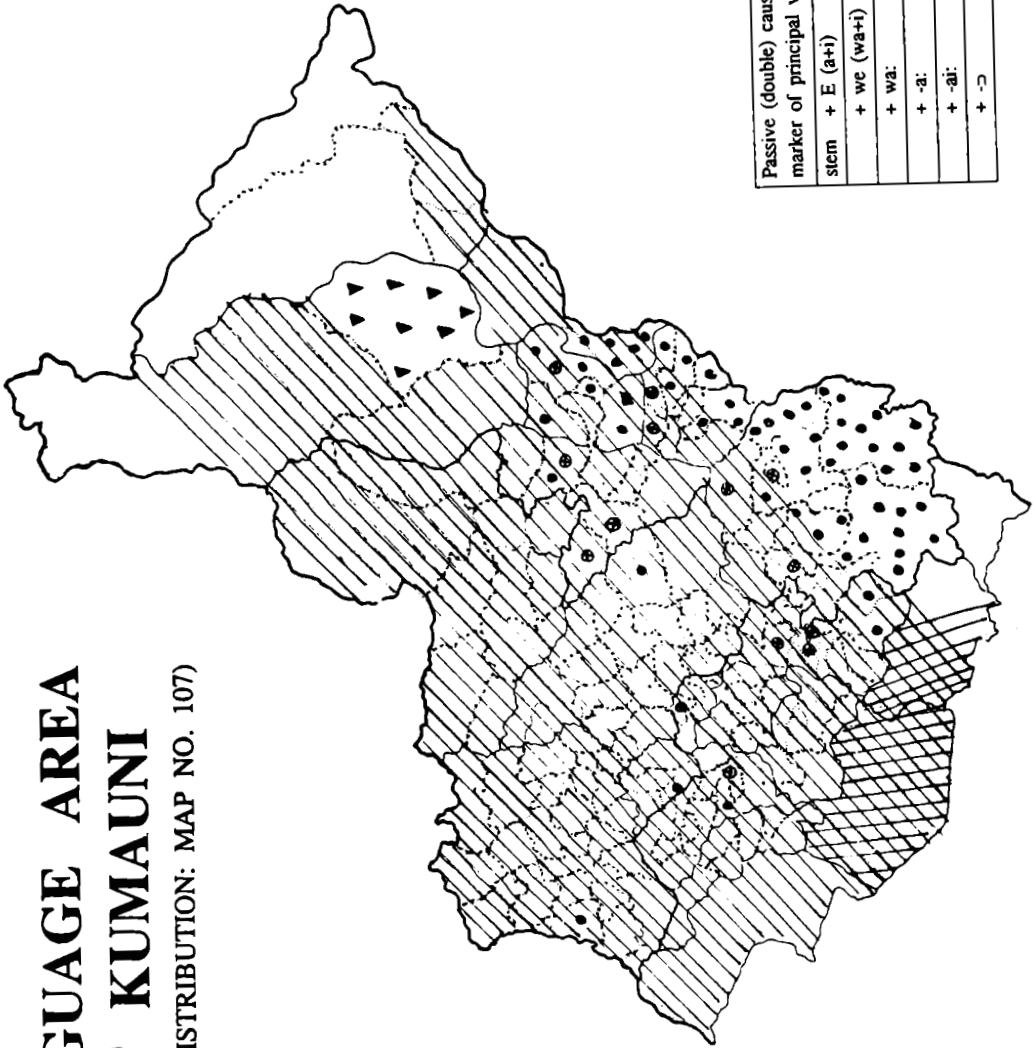 GUAGE AREA
KUMAUNI
ISTRIBUTION: MAP NO. 107)
Passive (double) caus
marker of principal v
stem + E (a+i)
+ we (wa+i)
+ wa:
+ -a:
+ -ai:
+ -ɔ